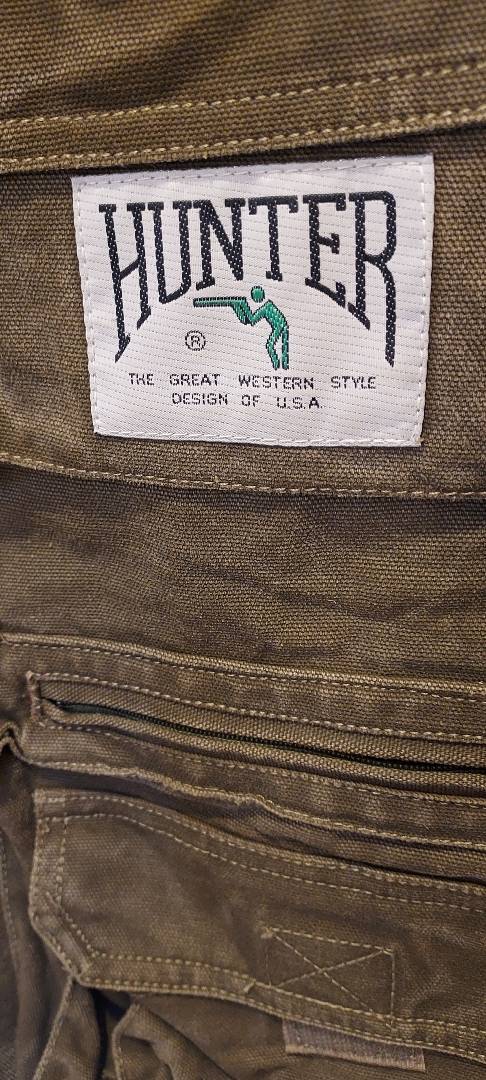 HUNTER
®
THE GREAT WESTERN STYLE
DESIGN OF U.S.A.